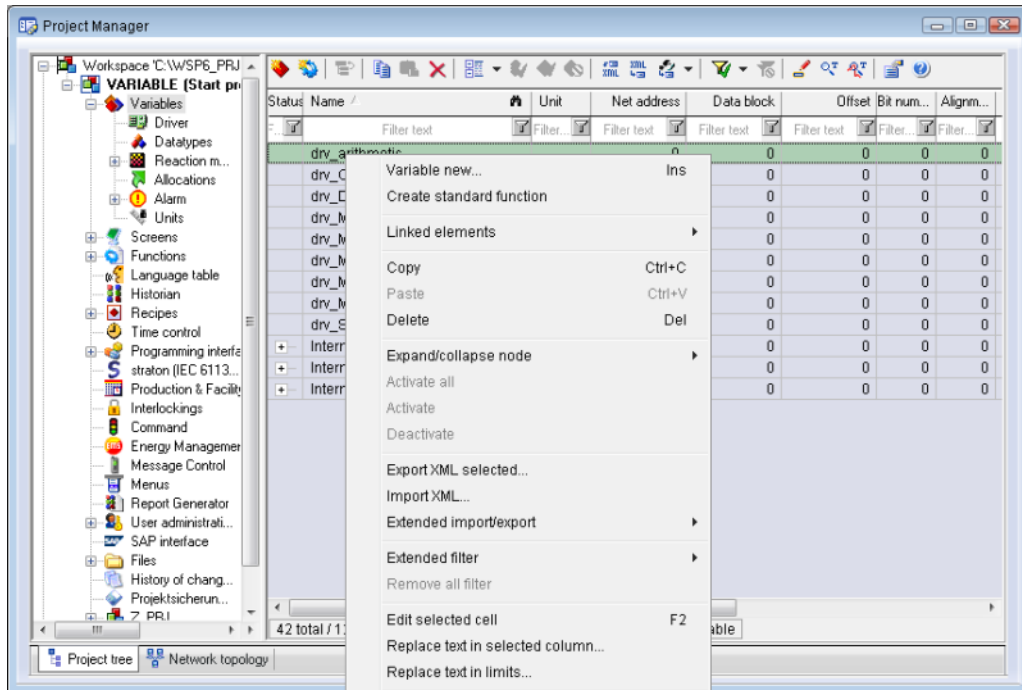 Project Manager
Workspace 'C:\WSP6_PRJ
VARIABLE (Start pr
Variables
Driver
Datatypes
Reaction m...
Allocations
Alarm
Units
Screens
Functions
Language table
Historian
Recipes
Time control
Programming interfa
straton (IEC 6113...
Production & Facility
Interlockings
Command
Energy Managemer
Message Control
Menus
Report Generator
User administrati...
SAP interface
Files
History of chang...
Projektsicherun...
Z_PRJ
Project tree Network topology
Status Name Unit Net address Data block Offset Bit num... Alignm...
F... Filter text Filter... Filter text Filter text Filter text Filter... Filter...
drv_arithmetic 0 0 0 0 0
drv_C 0 0 0 0
drv_D 0 0 0 0
drv_M 0 0 0 0
drv_M 0 0 0 0
drv_M 0 0 0 0
drv_M 0 0 0 0
drv_M 0 0 0 0
drv_S 0 0 0 0
Intern 0 0 0 0
Intern 0 0 0 0
Intern 0 0 0 0
42 total / 1
able
Variable new... Ins
Create standard function
Linked elements
Copy Ctrl+C
Paste Ctrl+V
Delete Del
Expand/collapse node
Activate all
Activate
Deactivate
Export XML selected...
Import XML...
Extended import/export
Extended filter
Remove all filter
Edit selected cell F2
Replace text in selected column...
Replace text in limits...